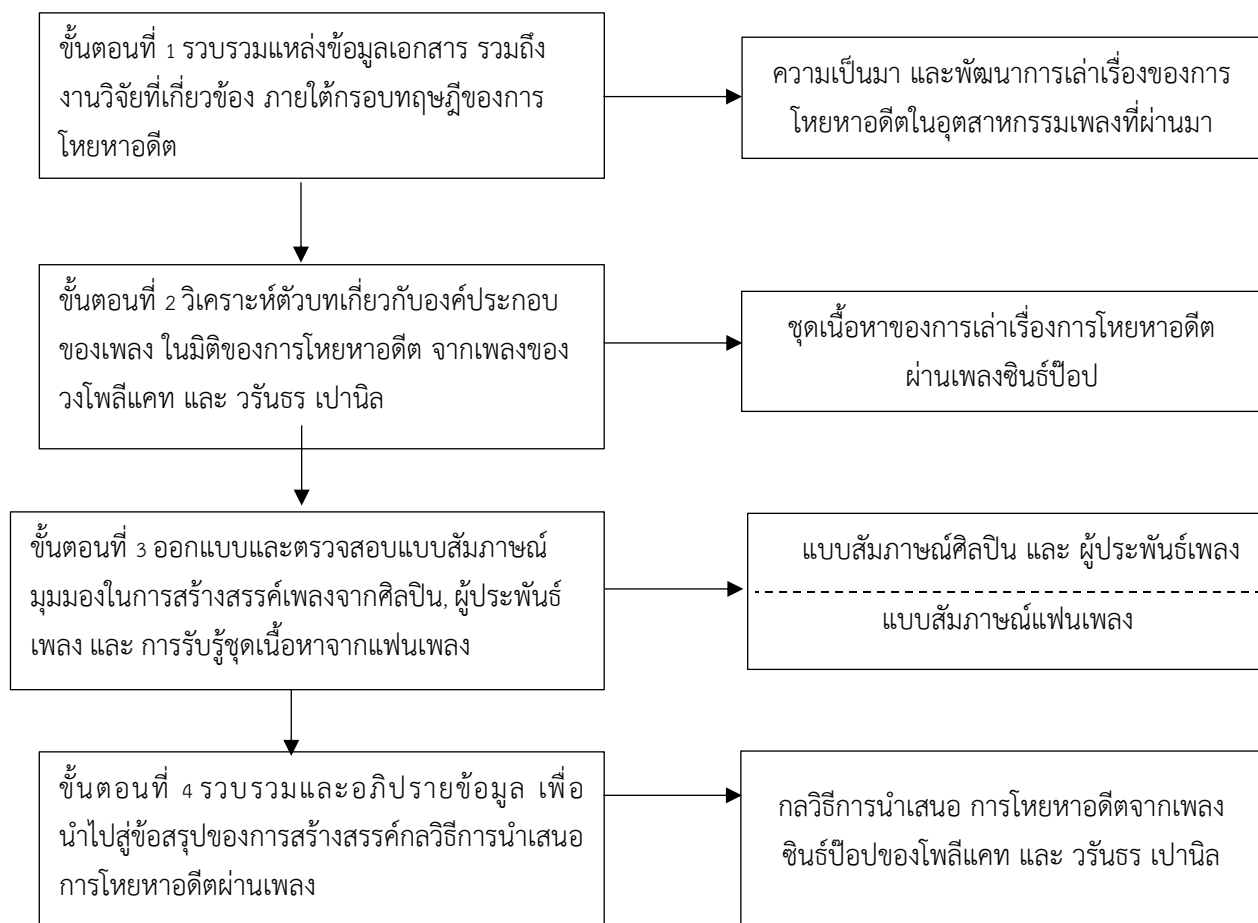 ขั้นตอนที่ 1 รวบรวมแหล่งข้อมูลเอกสาร รวมถึง
งานวิจัยที่เกี่ยวข้อง ภายใต้กรอบทฤษฎีของการ
โหยหาอดีต
ความเป็นมา และพัฒนาการเล่าเรื่องของการ
โหยหาอดีตในอุตสาหกรรมเพลงที่ผ่านมา
ขั้นตอนที่ 2 วิเคราะห์ตัวบทเกี่ยวกับองค์ประกอบ
ของเพลง ในมิติของการโหยหาอดีต จากเพลงของ
วงโพลีแคท และ วรันธร เปานิล
ชุดเนื้อหาของการเล่าเรื่องการโหยหาอดีต
ผ่านเพลงซินธ์ป๊อป
ขั้นตอนที่ 3 ออกแบบและตรวจสอบแบบสัมภาษณ์
มุมมองในการสร้างสรรค์เพลงจากศิลปิน, ผู้ประพันธ์
เพลง และ การรับรู้ชุดเนื้อหาจากแฟนเพลง
แบบสัมภาษณ์ศิลปิน และ ผู้ประพันธ์เพลง
แบบสัมภาษณ์แฟนเพลง
ขั้นตอนที่ 4 รวบรวมและอภิปรายข้อมูล เพื่อ
นำไปสู่ข้อสรุปของการสร้างสรรค์กลวิธีการนำเสนอ
การโหยหาอดีตผ่านเพลง
กลวิธีการนำเสนอ การโหยหาอดีตจากเพลง
ซินธ์ป๊อปของโพลีแคท และ วรันธร เปานิล